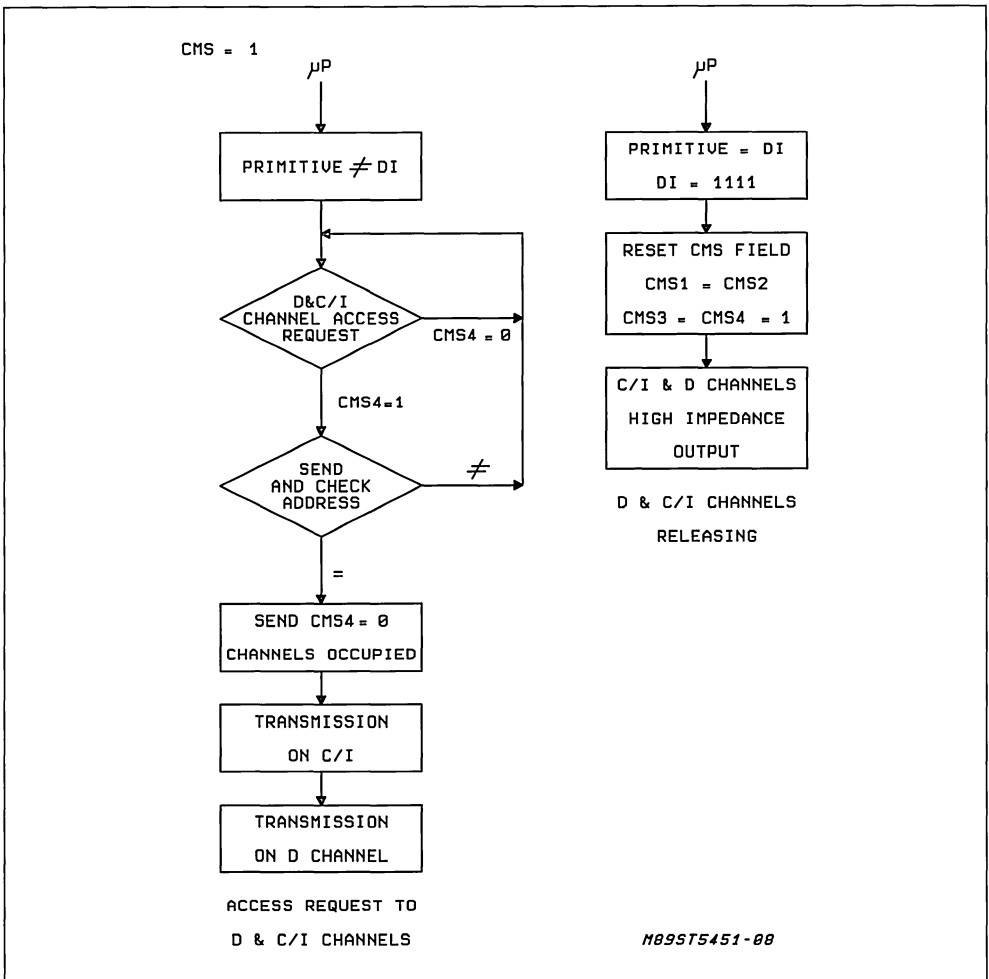 CMS = 1
µP
PRIMITIVE ≠ DI
D&C/I
CHANNEL ACCESS
REQUEST
CMS4 = 0
CMS4=1
SEND
AND CHECK
ADDRESS
≠
=
SEND CMS4 = 0
CHANNELS OCCUPIED
TRANSMISSION
ON C/I
TRANSMISSION
ON D CHANNEL
ACCESS REQUEST TO
D & C/I CHANNELS
µP
PRIMITIVE = DI
DI = 1111
RESET CMS FIELD
CMS1 = CMS2
CMS3 = CMS4 = 1
C/I & D CHANNELS
HIGH IMPEDANCE
OUTPUT
D & C/I CHANNELS
RELEASING
M89ST5451-08